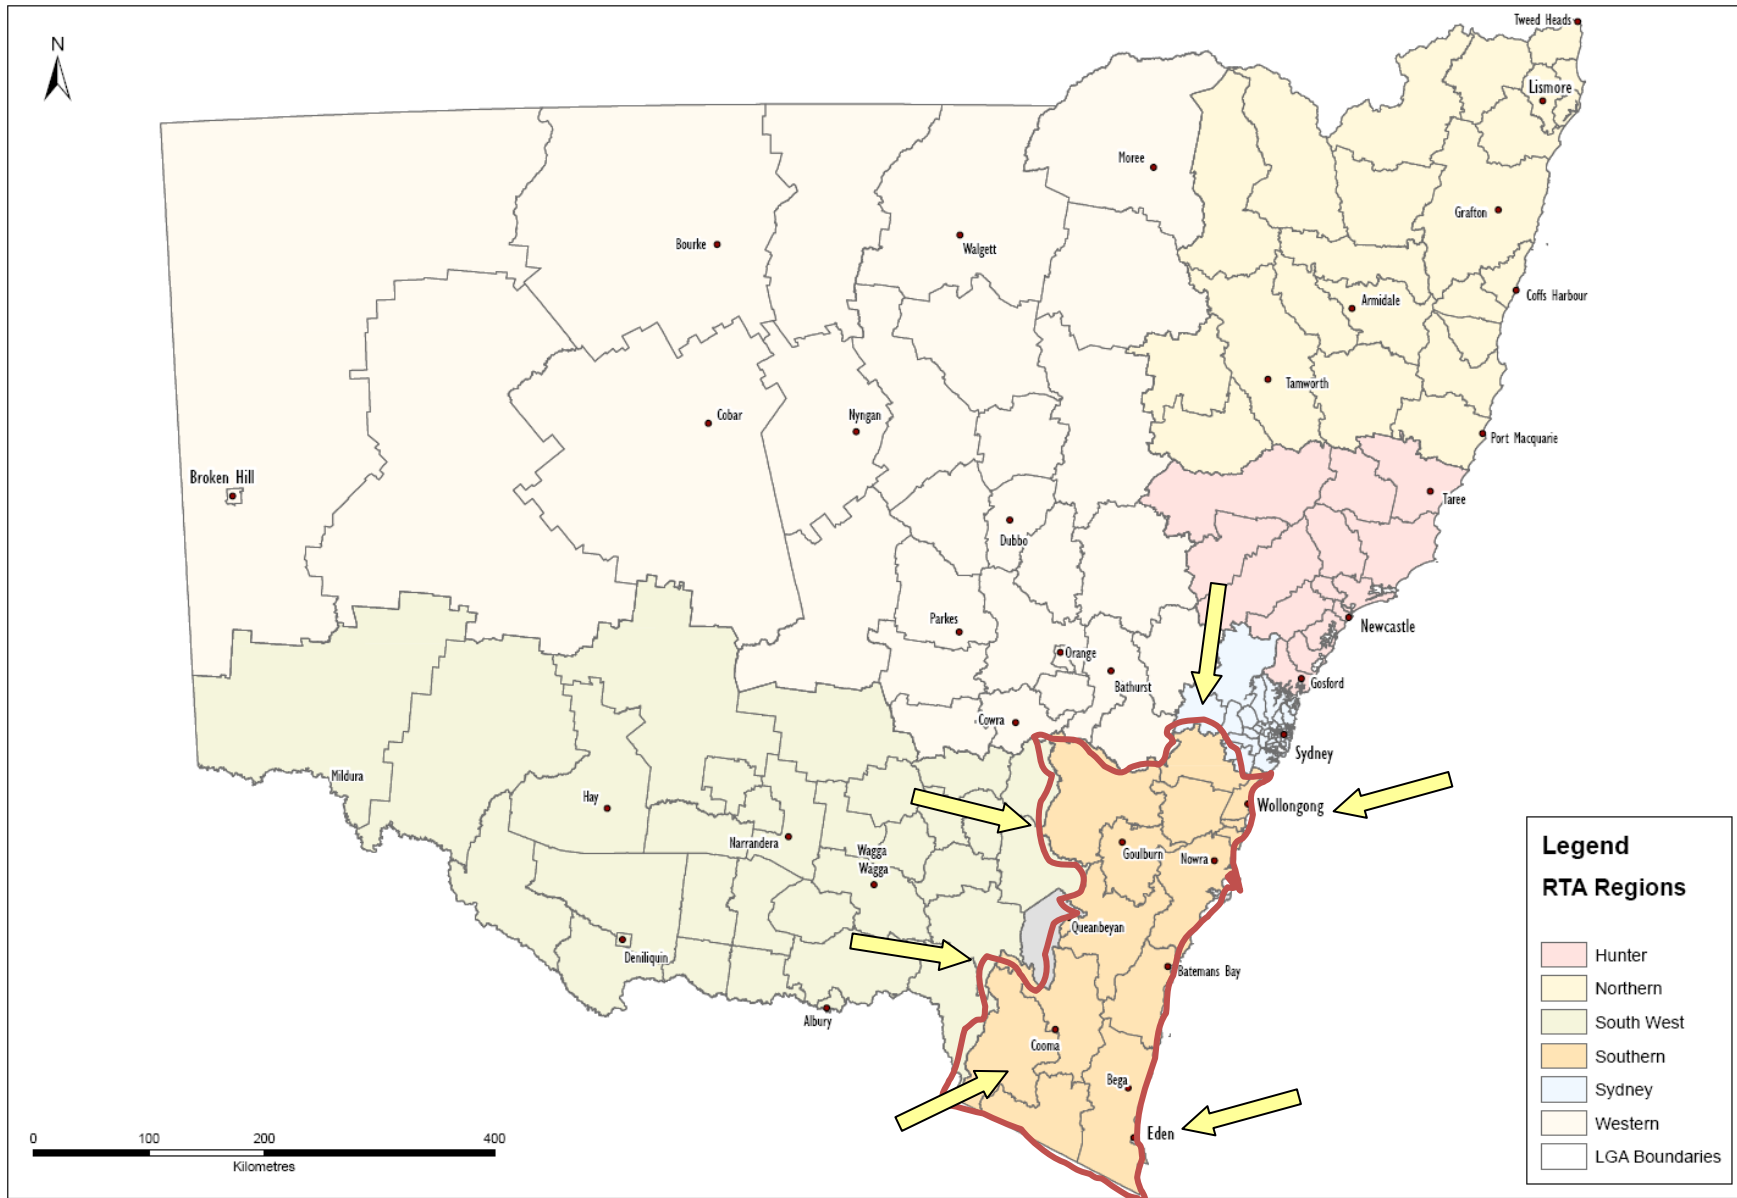 Tweed Heads
N
Lismore
Moree
Grafton
Bourke
Walgett
Coffs Harbour
Armidale
Tamworth
Cobar
Nyngan
Port Macquarie
Broken Hill
Taree
Dubbo
Parkes
Newcastle
Orange
Bathurst
Gosford
Cowra
Sydney
Mildura
Hay
Wollongong
Narrandera
Wagga
Wagga
Goulburn
Nowra
Queanbeyan
Deniliquin
Batemans Bay
Albury
Cooma
Bega
Eden
0 100 200 400
Kilometres
Legend
RTA Regions
Hunter
Northern
South West
Southern
Sydney
Western
LGA Boundaries